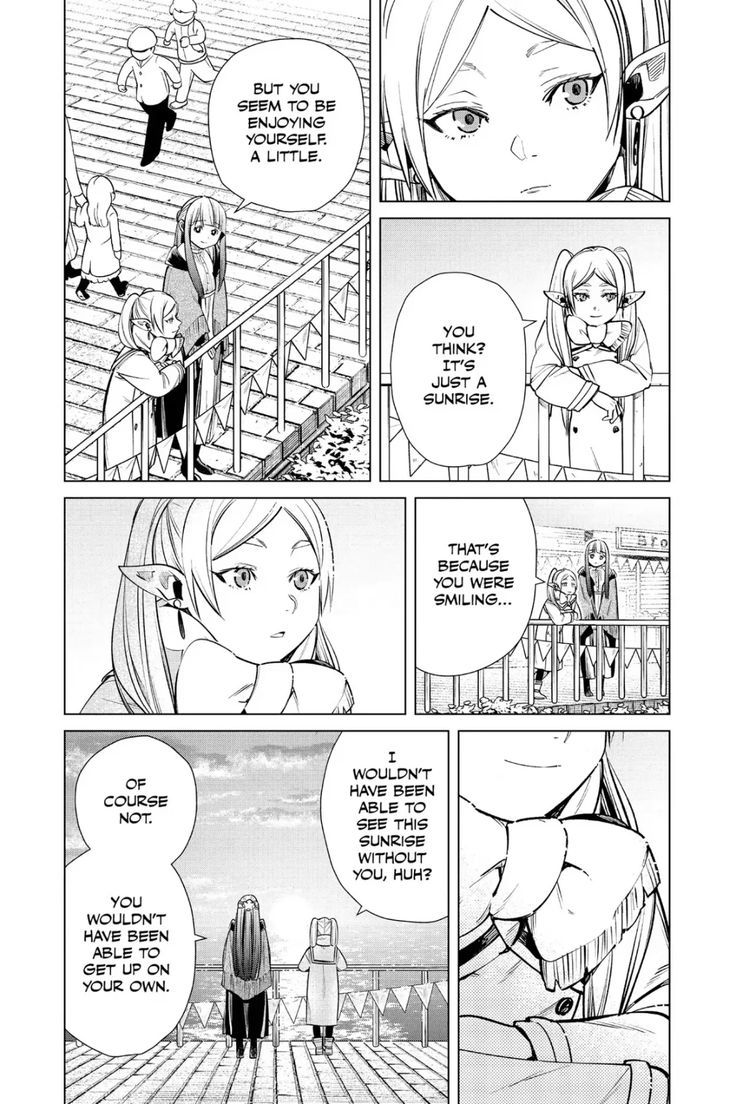 YOU
THINK?
IT'S
JUST A
SUNRISE.
BUT YOU
SEEM TO BE
ENJOYING
YOURSELF.
A LITTLE.
THAT'S
BECAUSE
YOU WERE
SMILING...
I
WOULDN'T
HAVE BEEN
ABLE TO
SEE THIS
SUNRISE
WITHOUT
YOU, HUH?
OF
COURSE
NOT.
YOU
WOULDN'T
HAVE BEEN
ABLE TO
GET UP ON
YOUR OWN.